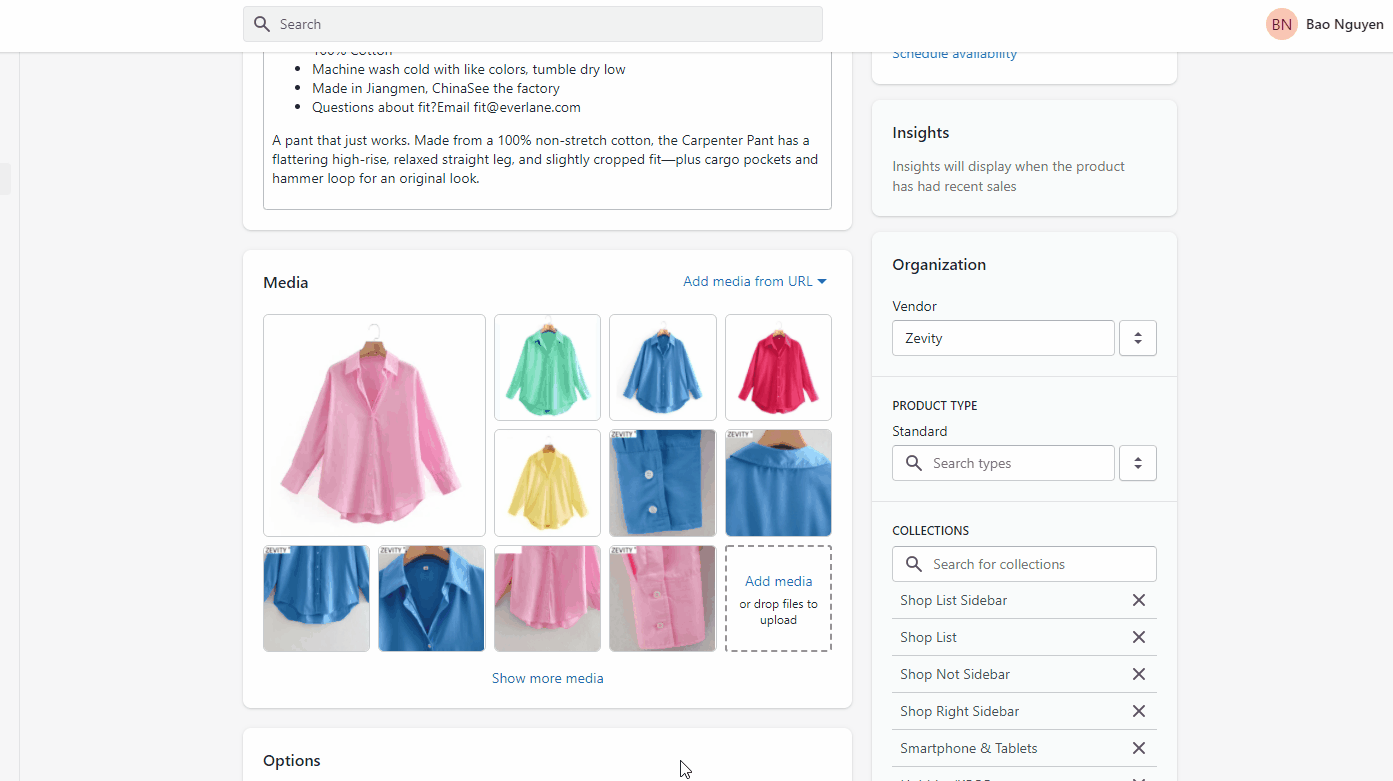 Search
BN
Bao Nguyen
100% Cotton
Machine wash cold with like colors, tumble dry low
Made in Jiangmen, ChinaSee the factory
Questions about fit?Email fit@everlane.com
A pant that just works. Made from a 100% non-stretch cotton, the Carpenter Pant has a
flattering high-rise, relaxed straight leg, and slightly cropped fit—plus cargo pockets and
hammer loop for an original look.
Media
Add media from URL
ZEVITY
ZEVITY
ZEVITY
ZEVITY
ZEVITY
Add media
or drop files to
upload
Show more media
Options
Schedule availability
Insights
Insights will display when the product
has had recent sales
Organization
Vendor
Zevity
PRODUCT TYPE
Standard
Search types
COLLECTIONS
Search for collections
Shop List Sidebar
Shop List
Shop Not Sidebar
Shop Right Sidebar
Smartphone & Tablets